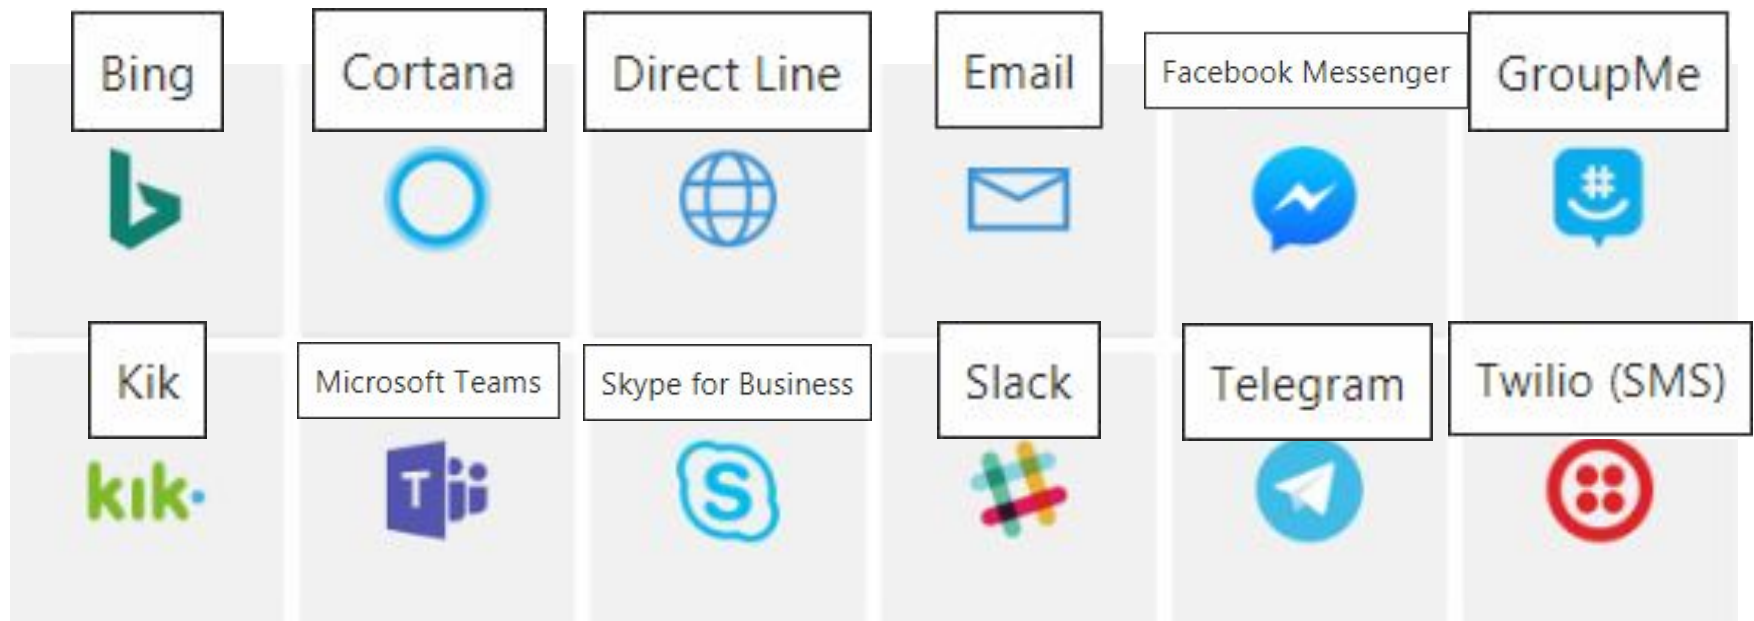 Bing
Cortana
Direct Line
Email
Facebook Messenger
GroupMe
Kik
Microsoft Teams
Skype for Business
Slack
Telegram
Twilio (SMS)
kik
T
S